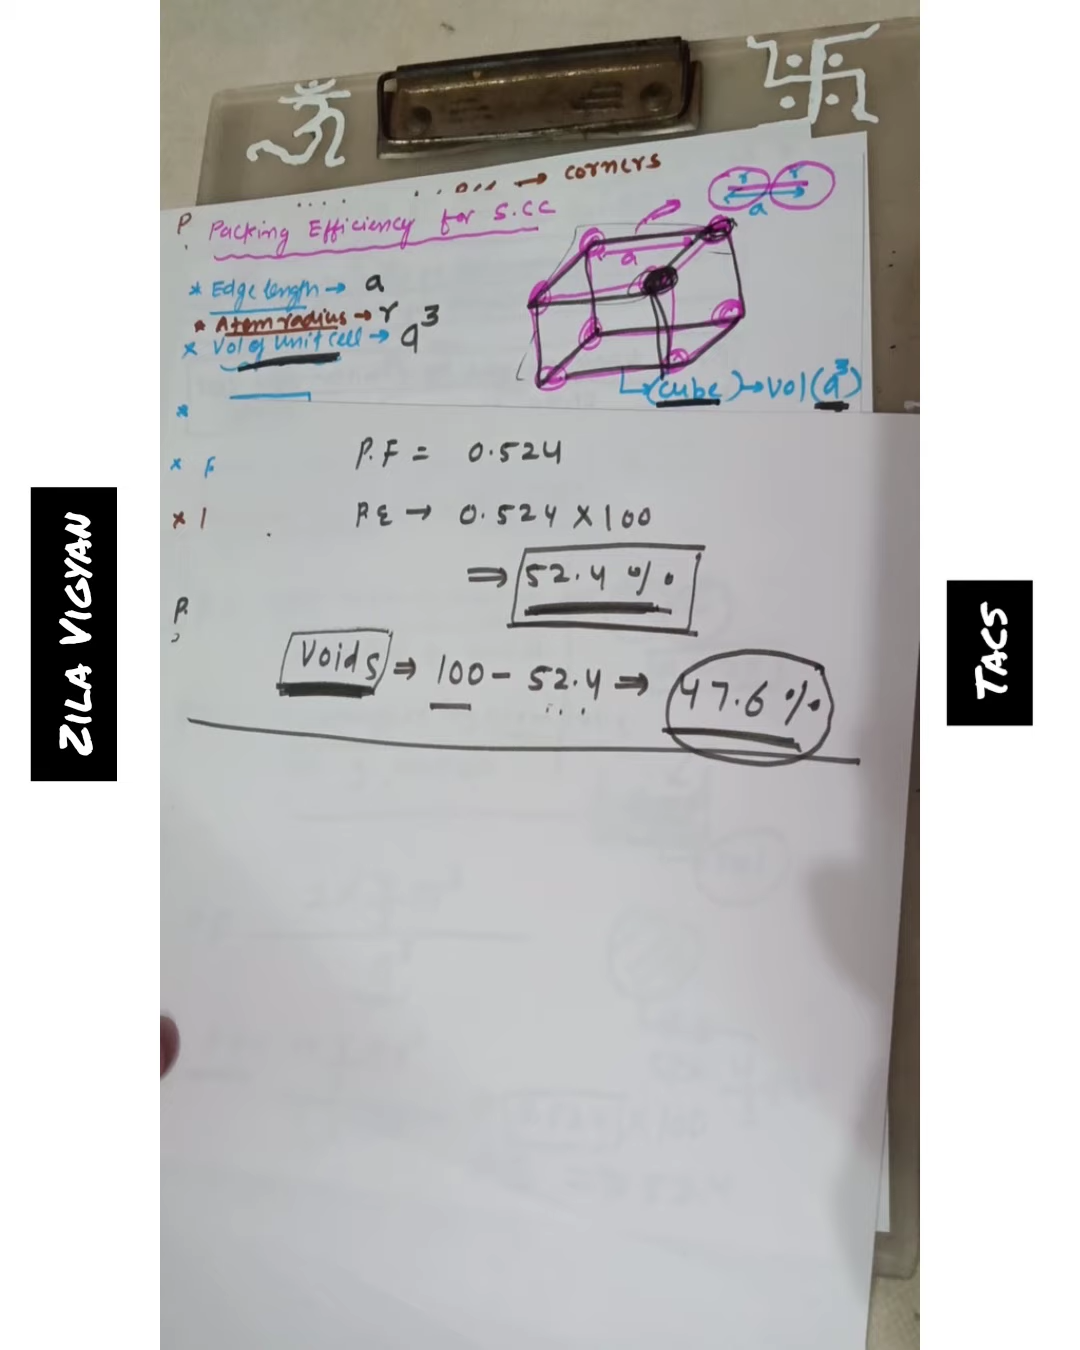 ॐ
→ corners
r r
a
Packing Efficiency for S.CC
a
* Edge length → a
* Atom radius → r
* Vol of unit cell → a³
(cube) → vol (a³)
*
* F
* 1
P.F = 0.524
P.E → 0.524 × 100
⇒ 52.4 %
P.
Voids ⇒ 100 - 52.4 ⇒ 47.6 %
ZILA VIGYAN
TACS